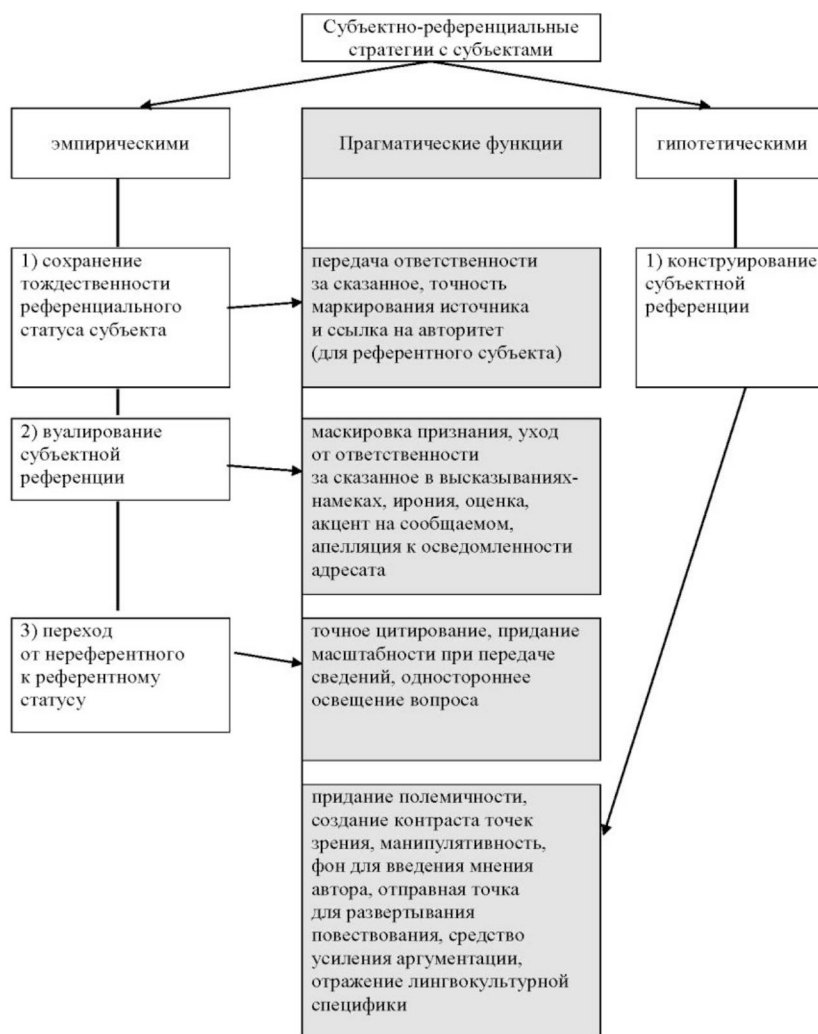 Субъектно-референциальные
стратегии с субъектами
эмпирическими
Прагматические функции
гипотетическими
1) сохранение
тождественности
референциального
статуса субъекта
передача ответственности
за сказанное, точность
маркирования источника
и ссылка на авторитет
(для референтного субъекта)
1) конструирование
субъектной
референции
2) вуалирование
субъектной
референции
маскировка признания, уход
от ответственности
за сказанное в высказываниях-
намеках, ирония, оценка,
акцент на сообщаемом,
апелляция к осведомленности
адресата
3) переход
от нереферентного
к референтному
статусу
точное цитирование, придание
масштабности при передаче
сведений, одностороннее
освещение вопроса
придание полемичности,
создание контраста точек
зрения, манипулятивность,
фон для введения мнения
автора, отправная точка
для развертывания
повествования, средство
усиления аргументации,
отражение лингвокультурной
специфики